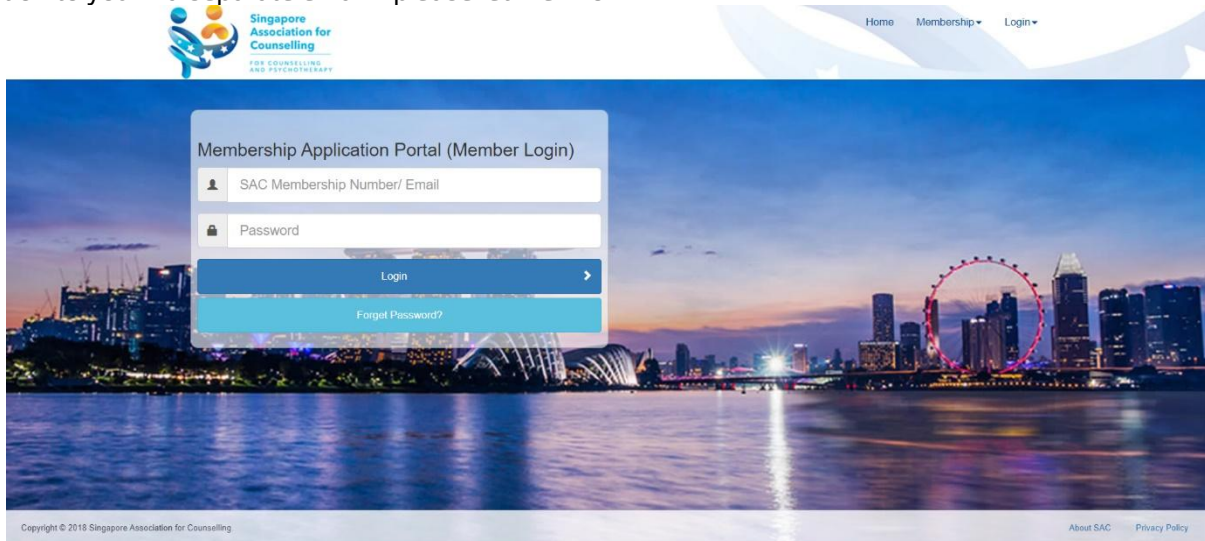 Singapore
Association for
Counselling
FOR COUNSELLING
AND PSYCHOTHERAPY
Home Membership Login
Membership Application Portal (Member Login)
SAC Membership Number/ Email
Password
Login
Forget Password?
Copyright © 2018 Singapore Association for Counselling
About SAC Privacy Policy